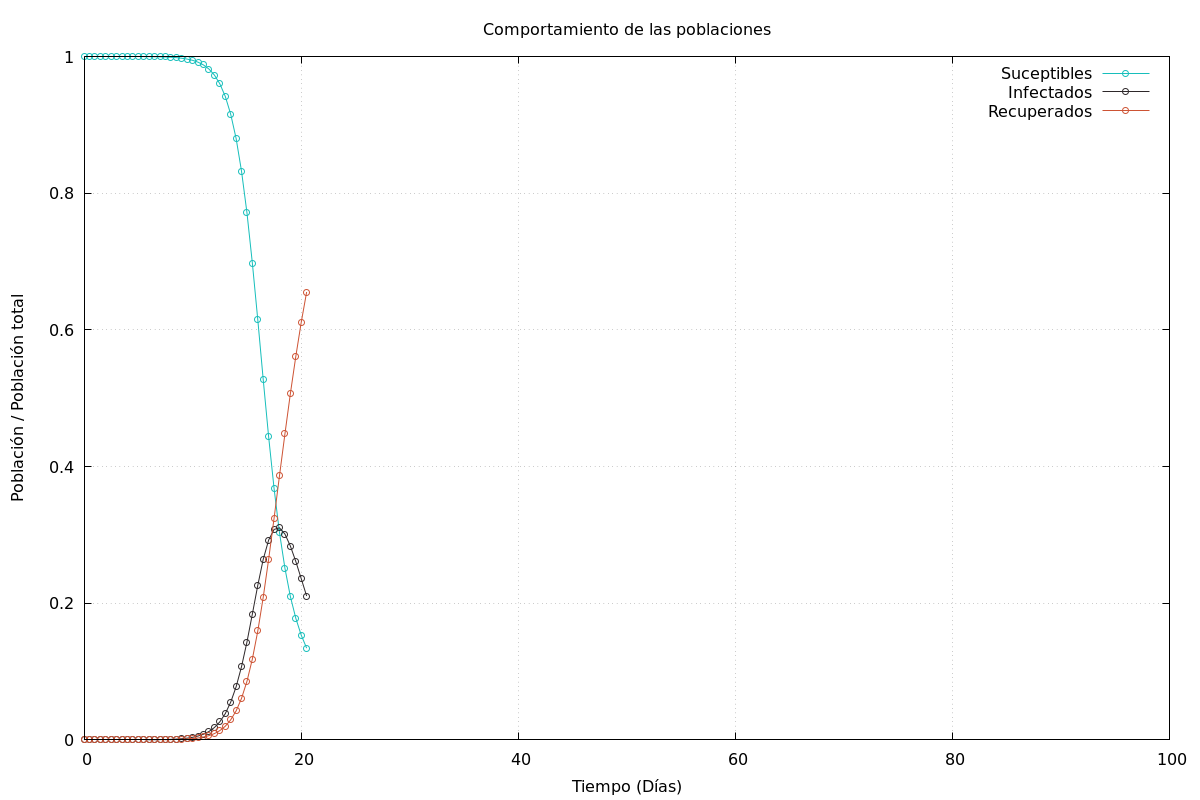 Comportamiento de las poblaciones
Suceptibles
Infectados
Recuperados
1
0.8
0.6
0.4
0.2
0
Población / Población total
0 20 40 60 80 100
Tiempo (Días)